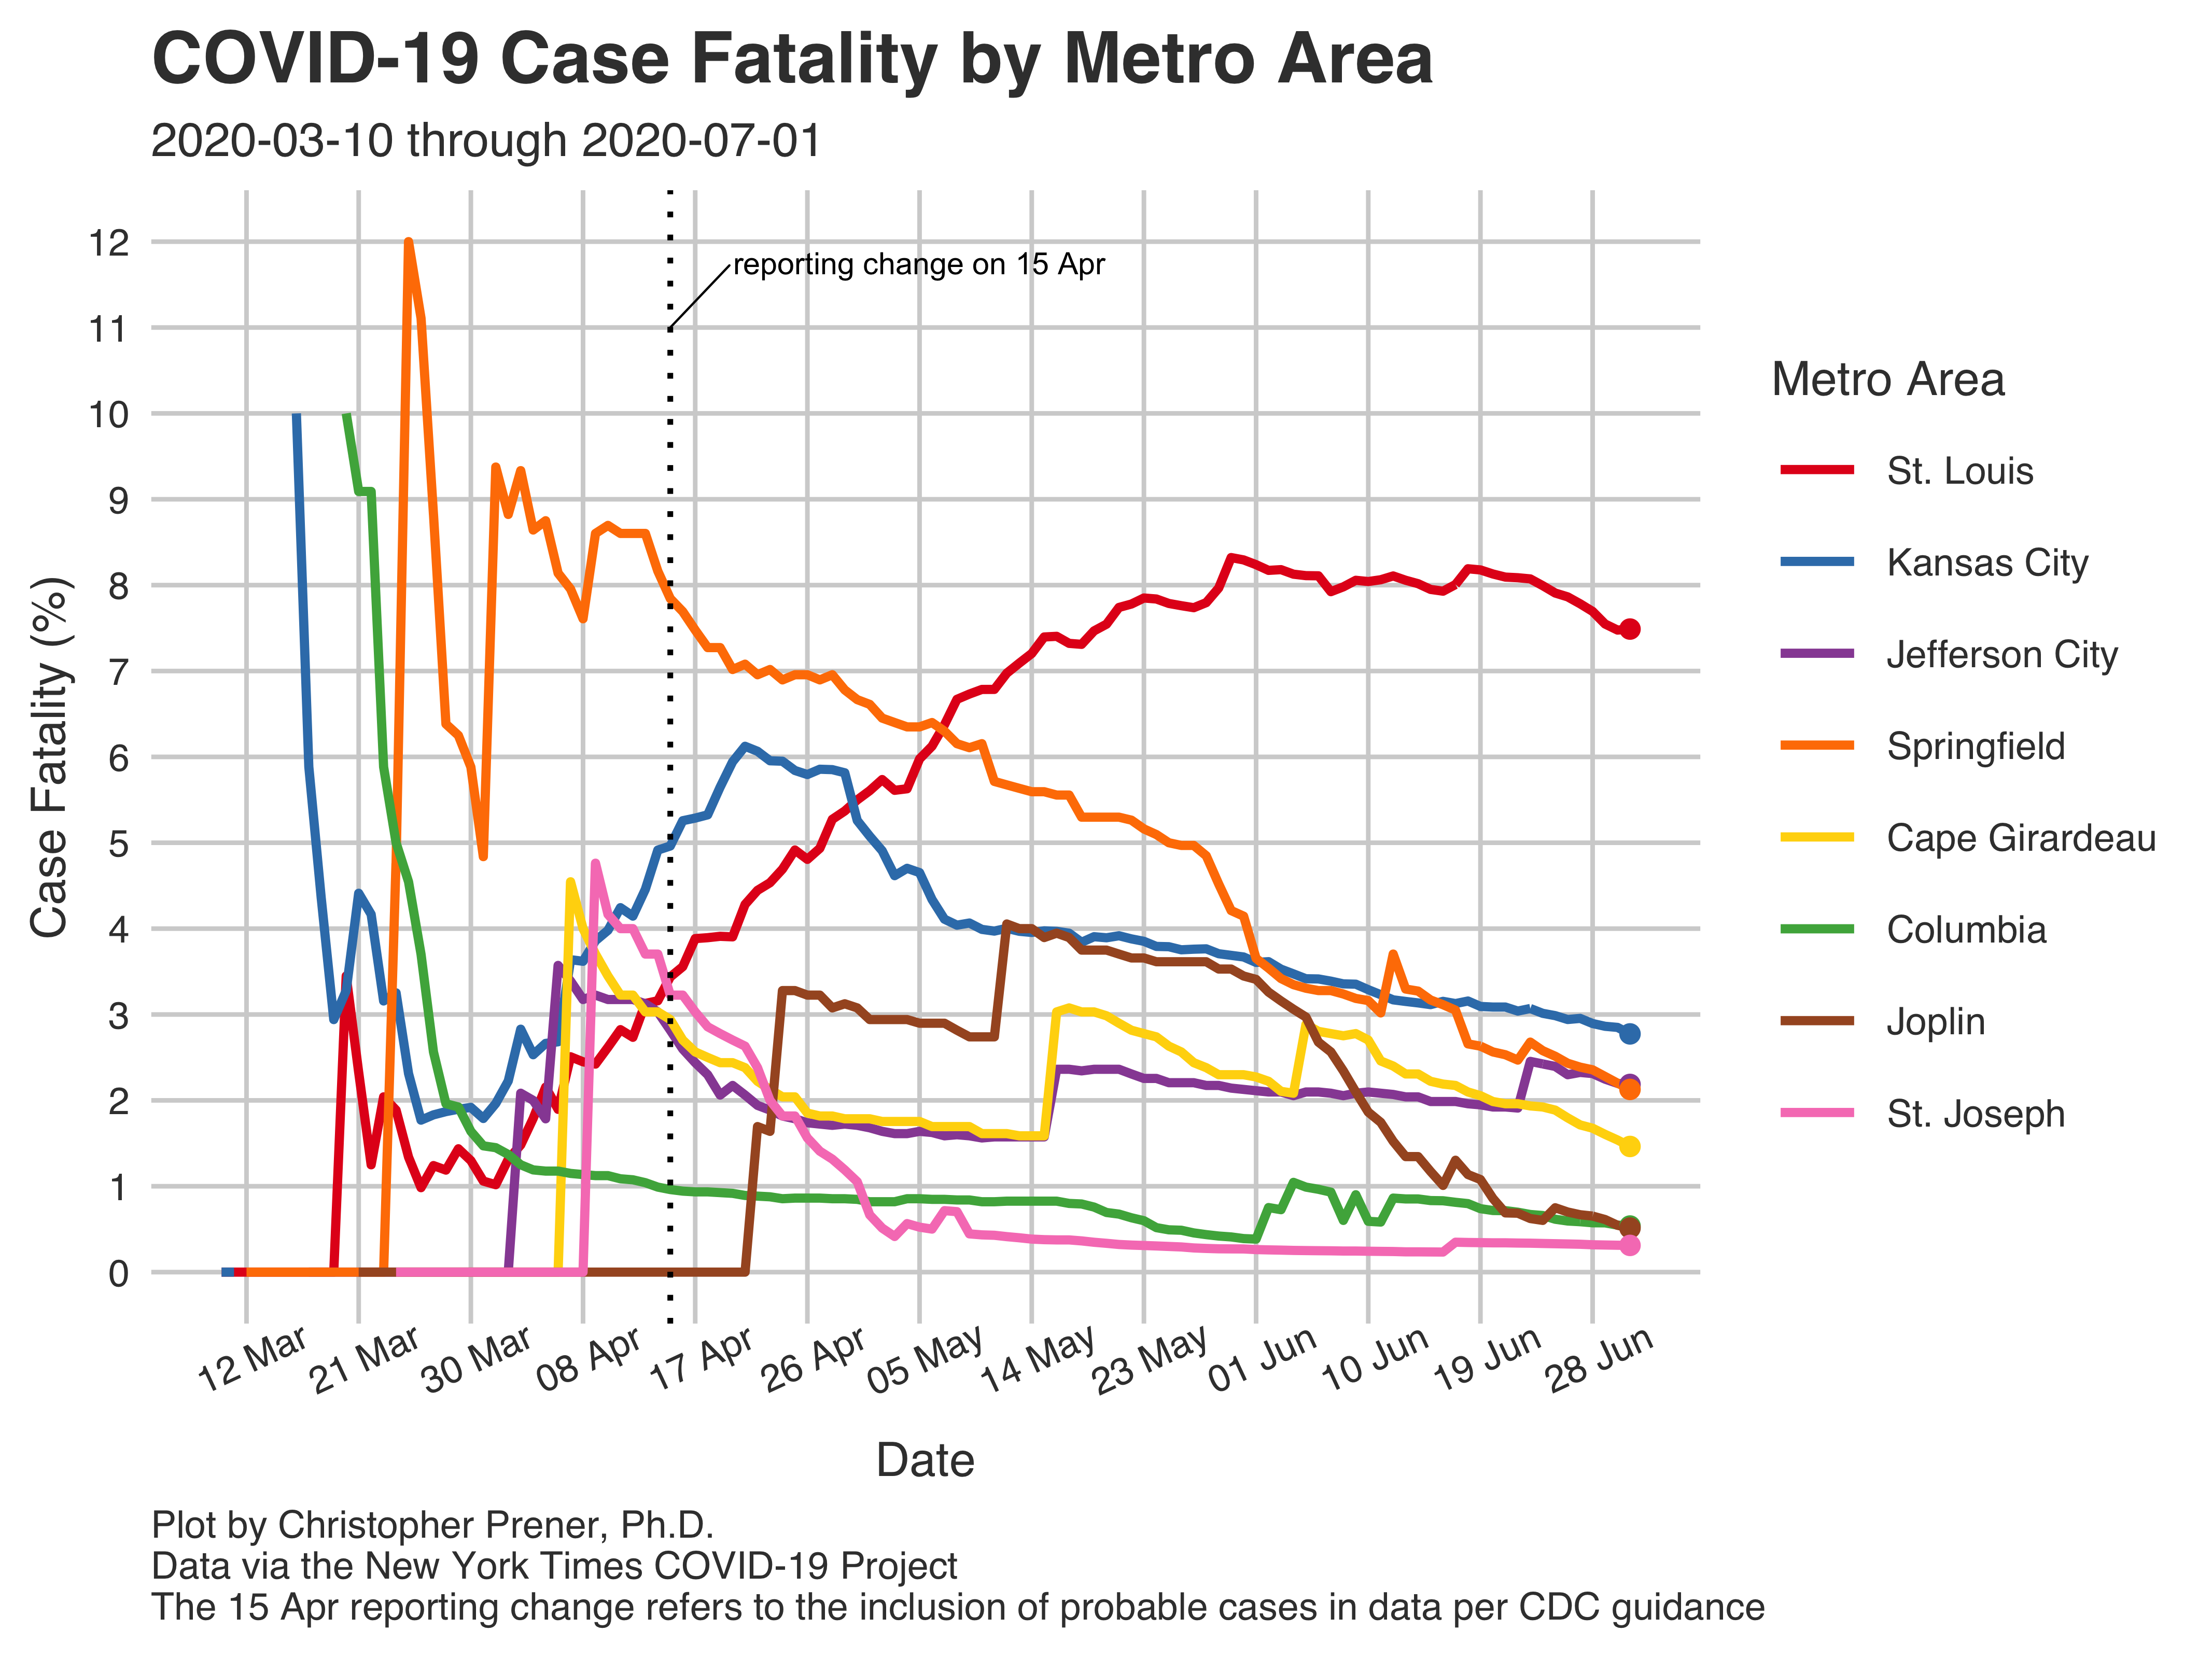 COVID-19 Case Fatality by Metro Area
2020-03-10 through 2020-07-01
reporting change on 15 Apr
Case Fatality (%)
12
11
10
9
8
7
6
5
4
3
2
1
0
12 Mar
21 Mar
30 Mar
08 Apr
17 Apr
26 Apr
05 May
14 May
23 May
01 Jun
10 Jun
19 Jun
28 Jun
Date
Metro Area
St. Louis
Kansas City
Jefferson City
Springfield
Cape Girardeau
Columbia
Joplin
St. Joseph
Plot by Christopher Prener, Ph.D.
Data via the New York Times COVID-19 Project
The 15 Apr reporting change refers to the inclusion of probable cases in data per CDC guidance